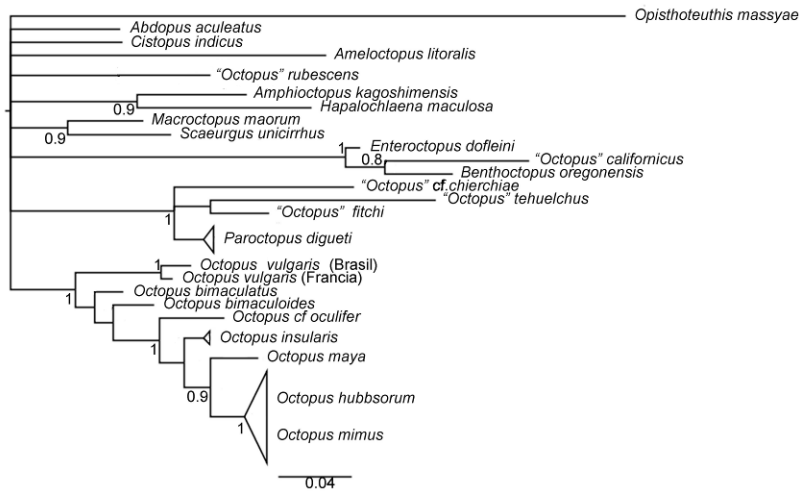 Opisthoteuthis massyae
Abdopus aculeatus
Cistopus indicus
Ameloctopus litoralis
“Octopus” rubescens
Amphioctopus kagoshimensis
0.9
Hapalochlaena maculosa
Macroctopus maorum
0.9
Scaeurgus unicirrhus
1
Enteroctopus dofleini
0.8
“Octopus” californicus
Benthoctopus oregonensis
“Octopus” cf.chierchiae
“Octopus” tehuelchus
1
“Octopus” fitchi
Paroctopus digueti
1
Octopus vulgaris (Brasil)
Octopus vulgaris (Francia)
1
Octopus bimaculatus
Octopus bimaculoides
Octopus cf oculifer
1
Octopus insularis
Octopus maya
0.9
Octopus hubbsorum
1
Octopus mimus
0.04